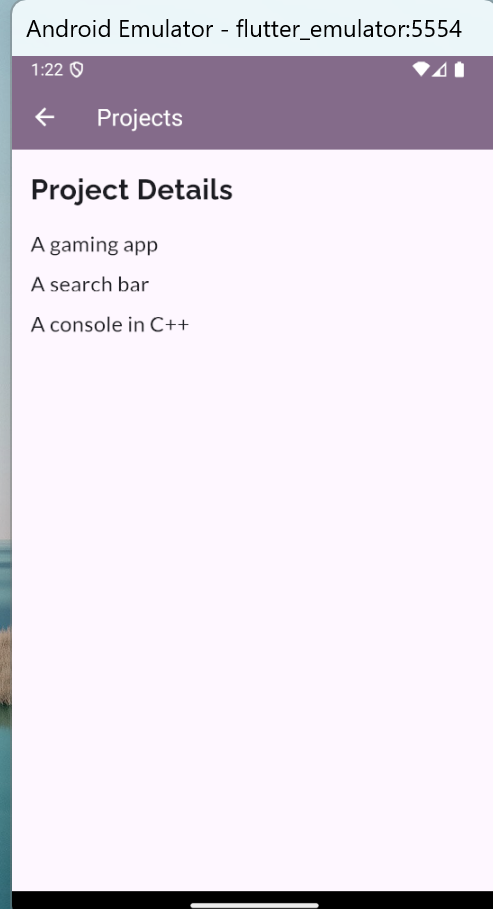 Android Emulator - flutter_emulator:5554
1:22
Projects
Project Details
A gaming app
A search bar
A console in C++